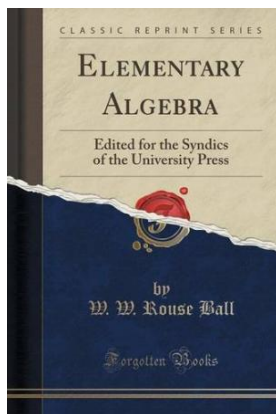 CLASSIC REPRINT SERIES
ELEMENTARY
ALGEBRA
Edited for the Syndics
of the University Press
by
W. W. Rouse Ball
Forgotten Books